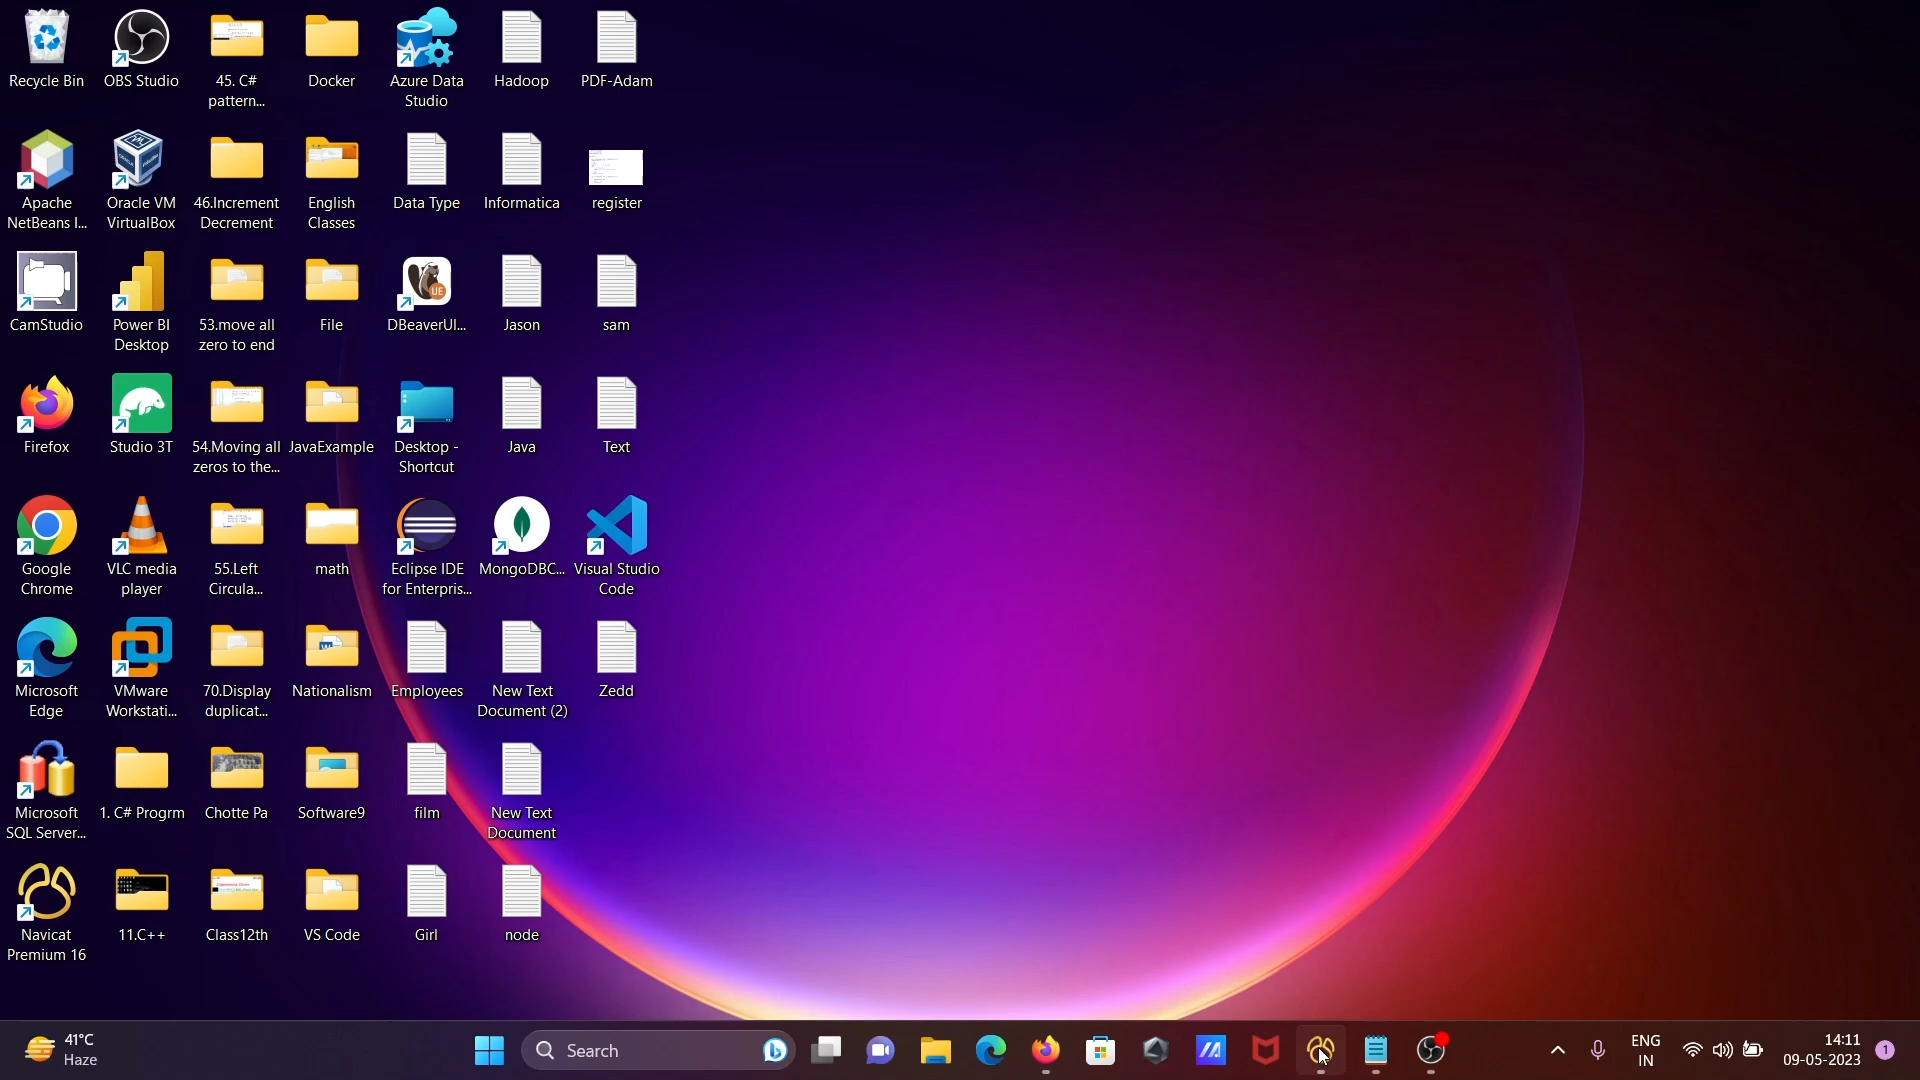 Recycle Bin
OBS Studio
45. C#
pattern...
Docker
Azure Data
Studio
Hadoop
PDF-Adam
Apache
NetBeans I...
Oracle VM
VirtualBox
46.Increment
Decrement
English
Classes
Data Type
Informatica
register
CamStudio
Power BI
Desktop
53.move all
zero to end
File
DBeaverUl...
Jason
sam
Firefox
Studio 3T
54.Moving all
zeros to the...
JavaExample
Desktop -
Shortcut
Java
Text
Google
Chrome
VLC media
player
55.Left
Circula...
math
Eclipse IDE
for Enterpris...
MongoDBC...
Visual Studio
Code
Microsoft
Edge
VMware
Workstati...
70.Display
duplicat...
Nationalism
Employees
New Text
Document (2)
Zedd
Microsoft
SQL Server...
1. C# Progrm
Chotte Pa
Software9
film
New Text
Document
Navicat
Premium 16
11.C++
Class12th
VS Code
Girl
node
41°C
Haze
Search
ENG
IN
14:11
09-05-2023
1